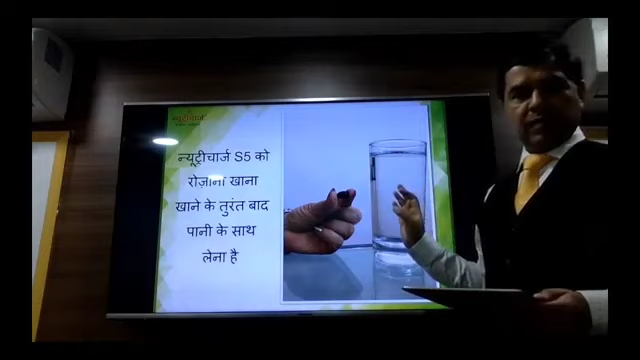 न्यूट्रीचार्ज
न्यूट्रीचार्ज S5 को
रोज़ाना खाना
खाने के तुरंत बाद
पानी के साथ
लेना है